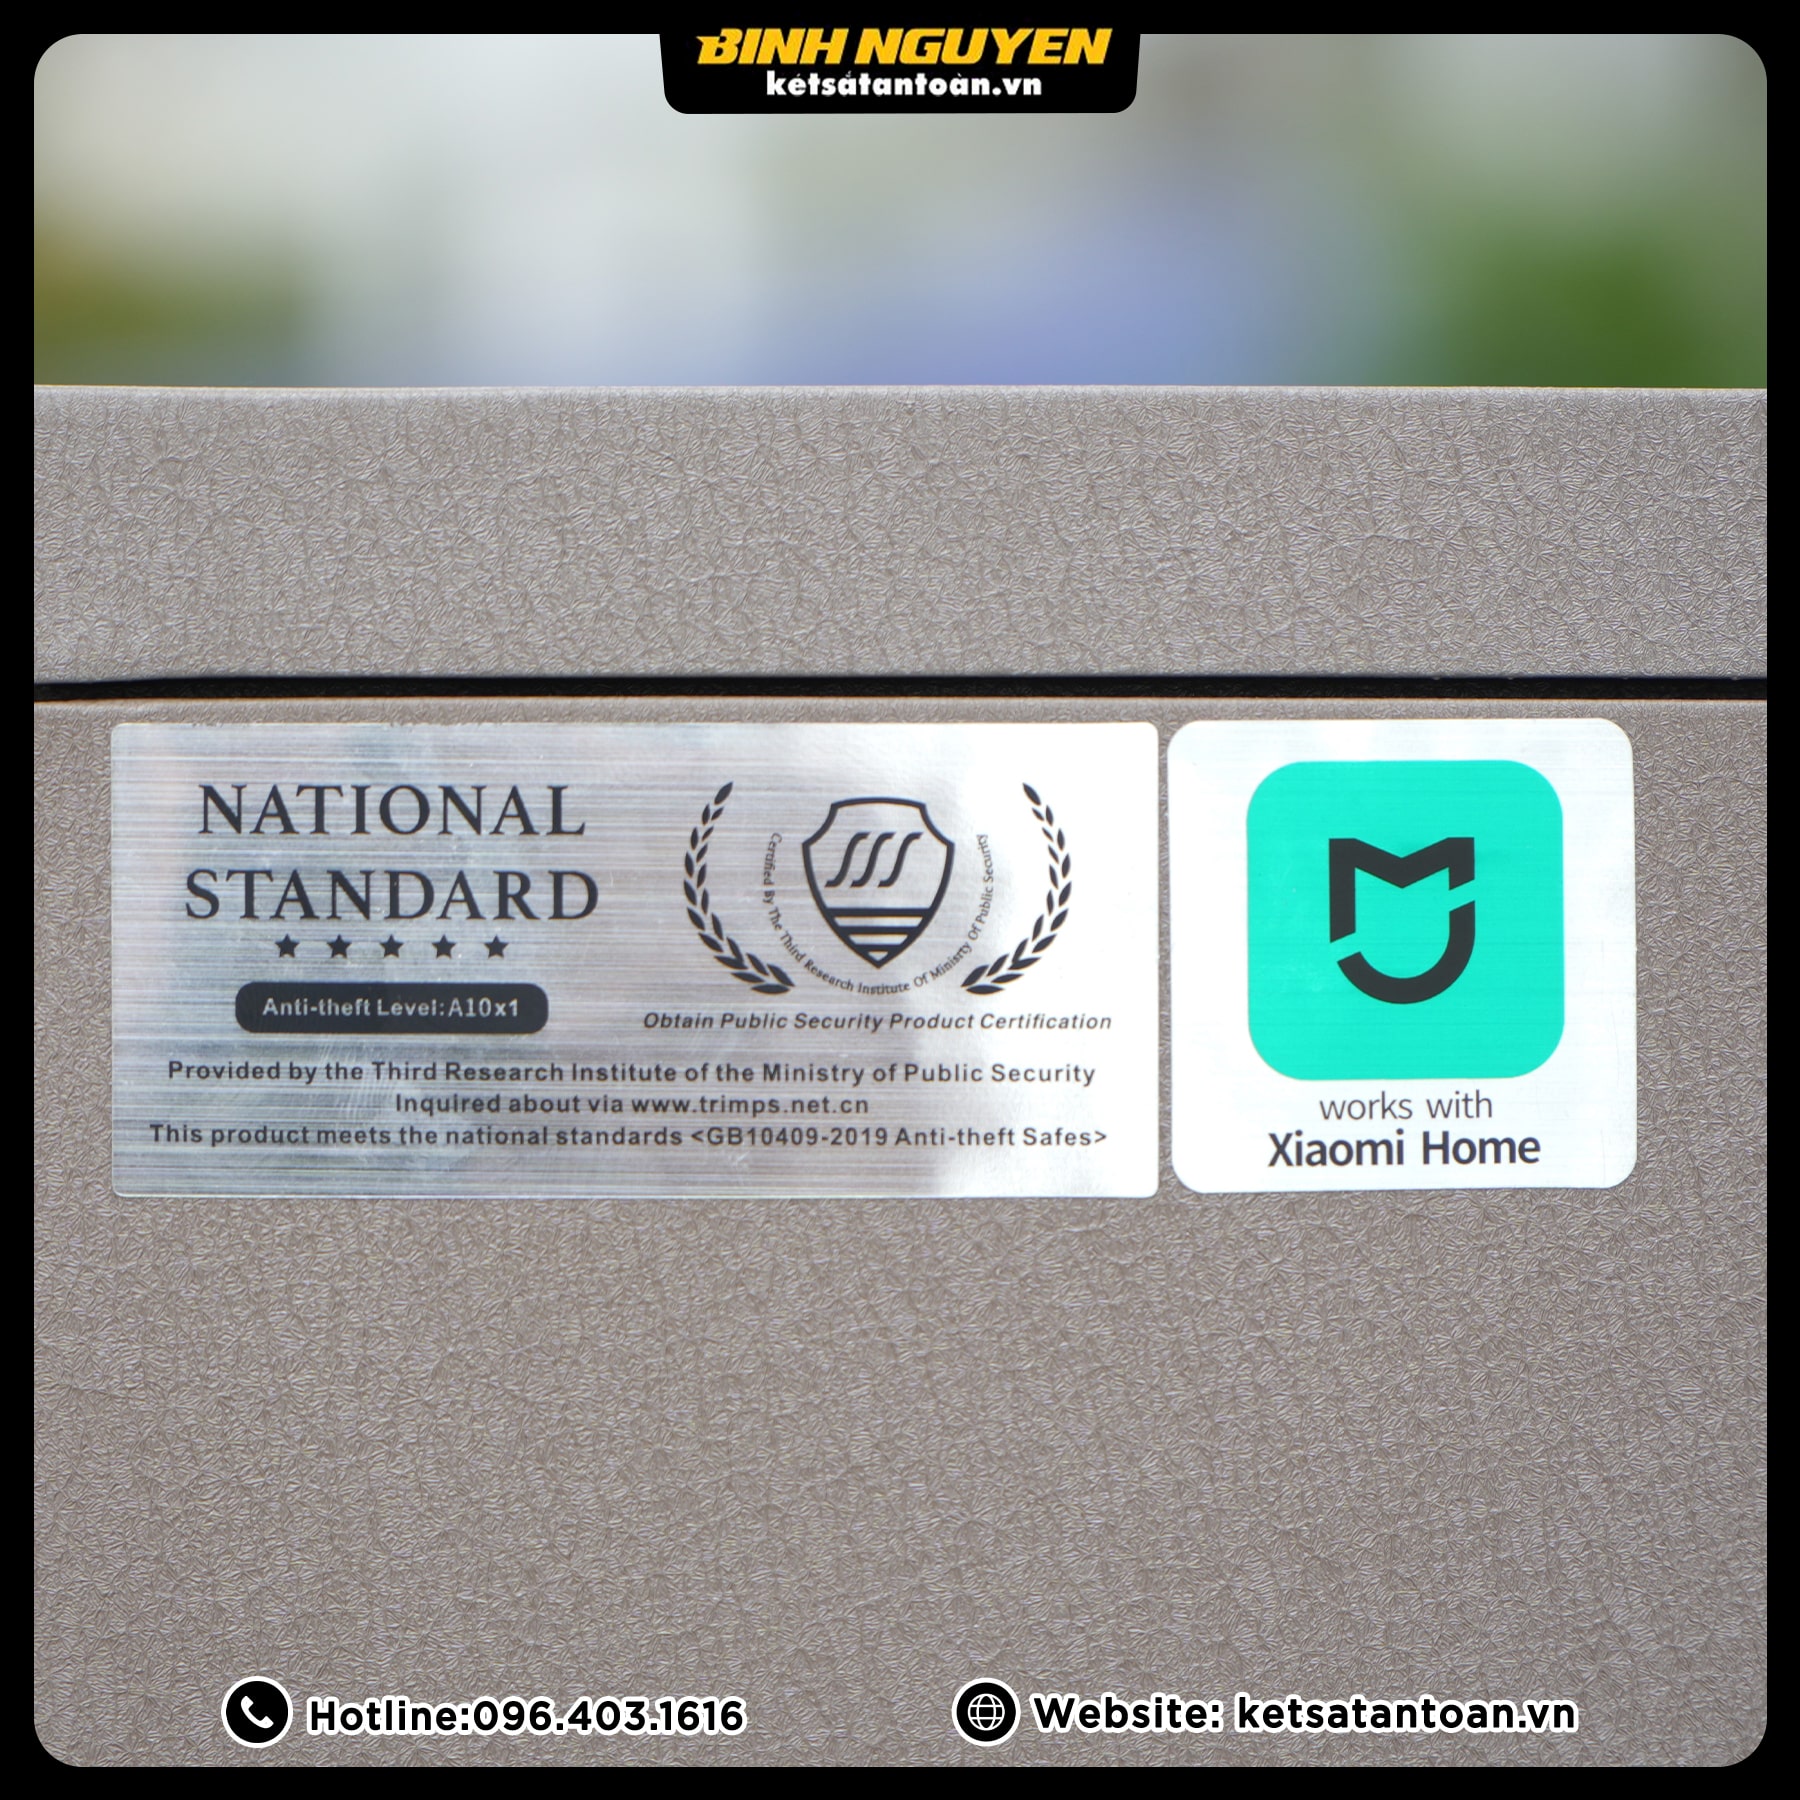 BINH NGUYEN
kétsắtantoàn.vn
NATIONAL
STANDARD
Anti-theft Level:A10x1
Certified By The Third Research Institute Of Minisrty Of Public Security
Obtain Public Security Product Certification
Provided by the Third Research Institute of the Ministry of Public Security
Inquired about via www.trimps.net.cn
This product meets the national standards <GB10409-2019 Anti-theft Safes>
works with
Xiaomi Home
Hotline:096.403.1616
Website: ketsatantoan.vn